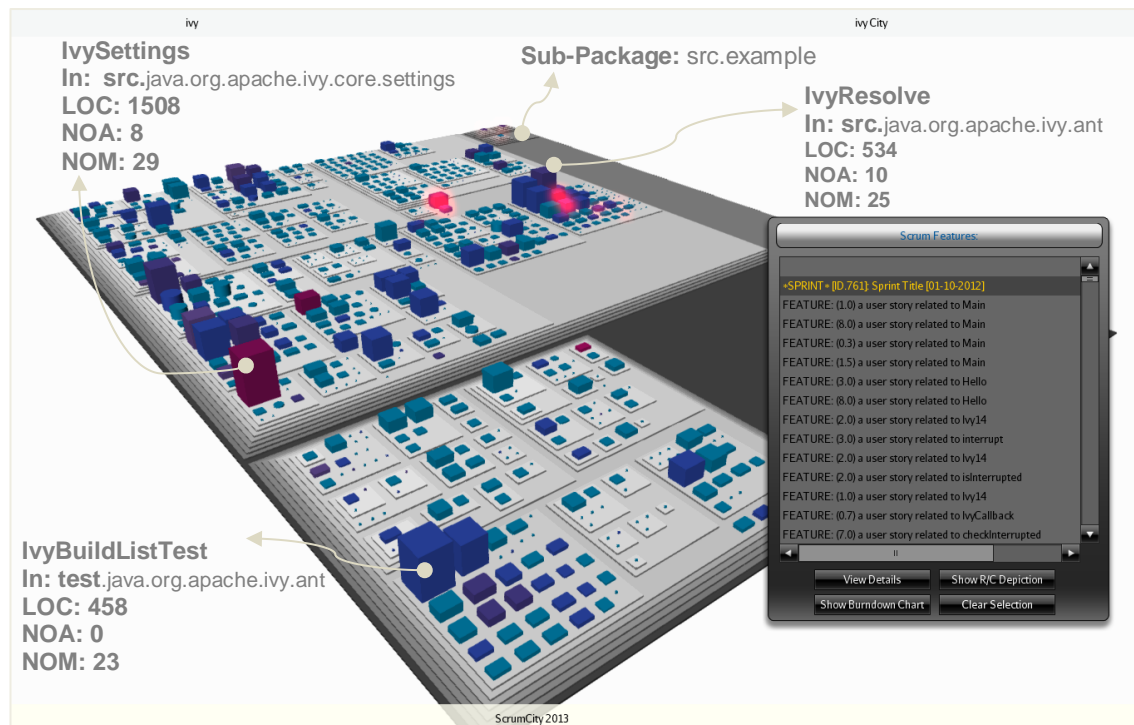 ivy
ivy City
IvySettings
In: src.java.org.apache.ivy.core.settings
LOC: 1508
NOA: 8
NOM: 29
Sub-Package: src.example
IvyResolve
In: src.java.org.apache.ivy.ant
LOC: 534
NOA: 10
NOM: 25
Scrum Features:
+SPRINT+ [ID.761]: Sprint Title [01-10-2012]
FEATURE: (1.0) a user story related to Main
FEATURE: (8.0) a user story related to Main
FEATURE: (0.3) a user story related to Main
FEATURE: (1.5) a user story related to Main
FEATURE: (3.0) a user story related to Hello
FEATURE: (8.0) a user story related to Hello
FEATURE: (2.0) a user story related to Ivy14
FEATURE: (3.0) a user story related to interrupt
FEATURE: (2.0) a user story related to Ivy14
FEATURE: (2.0) a user story related to isInterrupted
FEATURE: (1.0) a user story related to Ivy14
FEATURE: (0.7) a user story related to IvyCallback
FEATURE: (7.0) a user story related to checkInterrupted
View Details
Show R/C Depiction
Show Burndown Chart
Clear Selection
IvyBuildListTest
In: test.java.org.apache.ivy.ant
LOC: 458
NOA: 0
NOM: 23
ScrumCity 2013